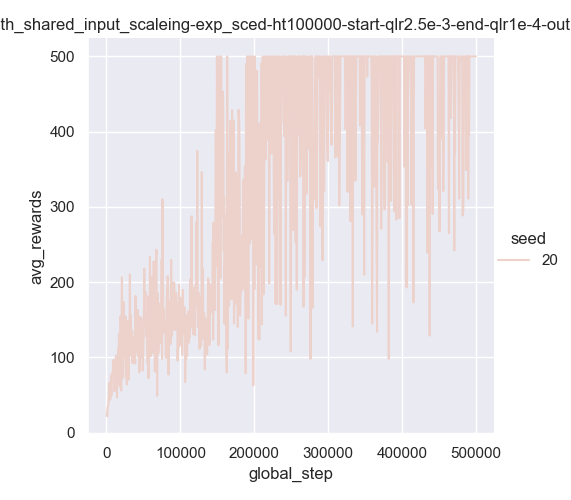 th_shared_input_scaleing-exp_sced-ht100000-start-qlr2.5e-3-end-qlr1e-4-out
500
400
300
200
100
0
avg_rewards
0 100000 200000 300000 400000 500000
global_step
seed
20